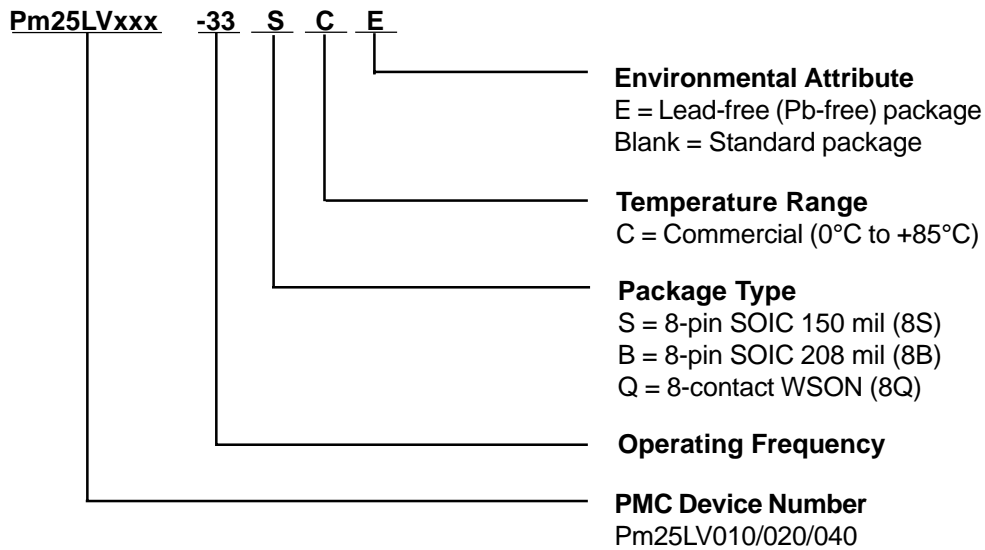 Pm25LVxxx -33 S C E
Environmental Attribute
E = Lead-free (Pb-free) package
Blank = Standard package
Temperature Range
C = Commercial (0°C to +85°C)
Package Type
S = 8-pin SOIC 150 mil (8S)
B = 8-pin SOIC 208 mil (8B)
Q = 8-contact WSON (8Q)
Operating Frequency
PMC Device Number
Pm25LV010/020/040